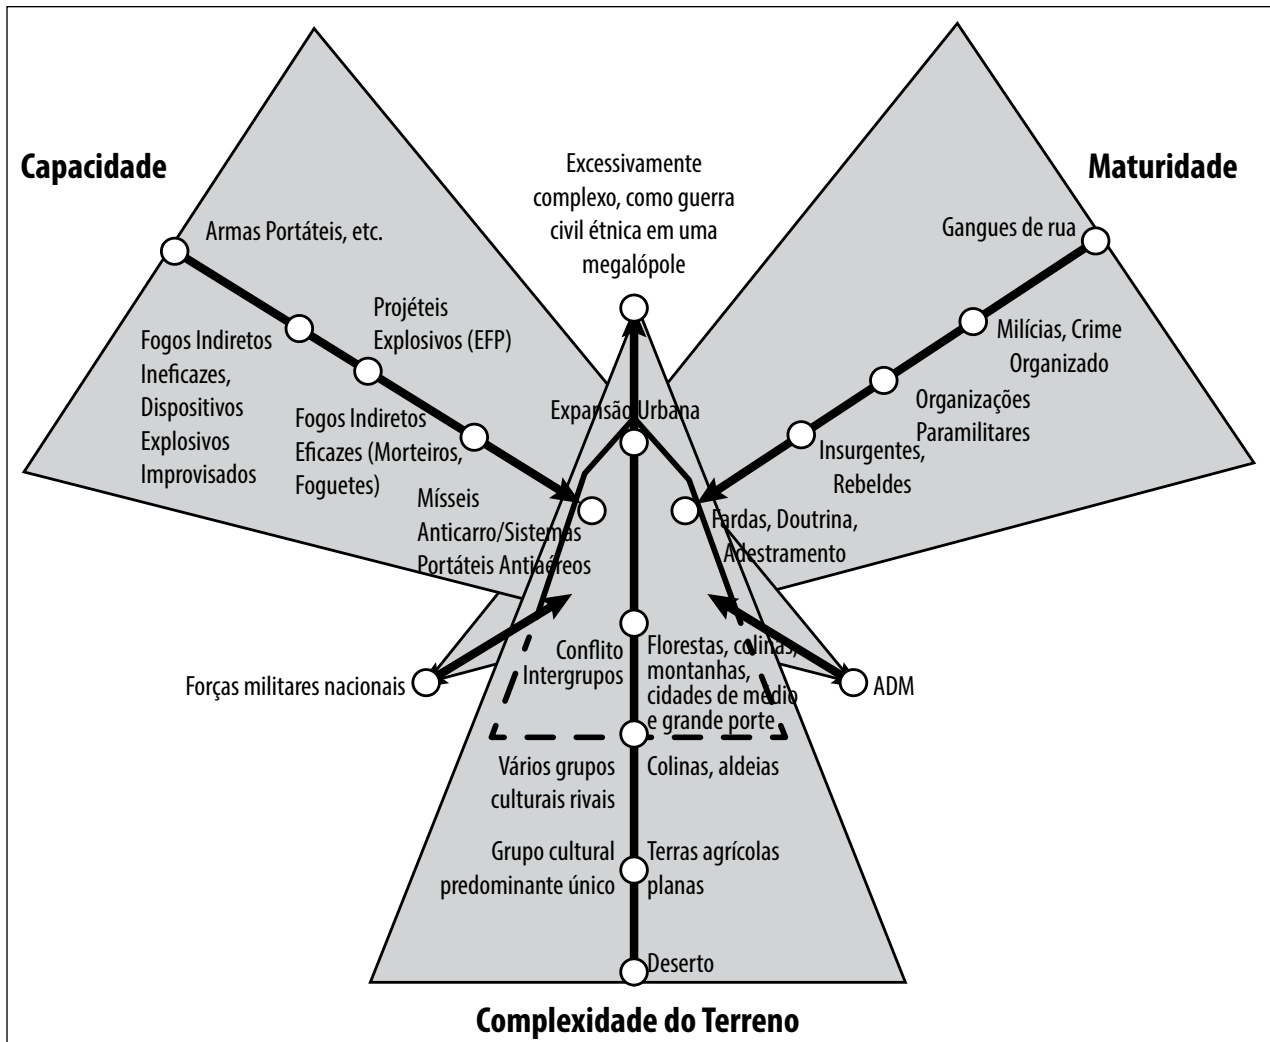 Capacidade
Maturidade
Excessivamente
complexo, como guerra
civil étnica em uma
megalópole
Armas Portáteis, etc.
Fogos Indiretos
Ineficazes,
Dispositivos
Explosivos
Improvisados
Projéteis
Explosivos (EFP)
Fogos Indiretos
Eficazes (Morteiros,
Foguetes)
Mísseis
Anticarro/Sistemas
Portáteis Antiaéreos
Gangues de rua
Milícias, Crime
Organizado
Organizações
Paramilitares
Insurgentes,
Rebeldes
Fardas, Doutrina,
Adestramento
Expansão Urbana
Forças militares nacionais
ADM
Conflito
Intergrupos
Florestas, colinas,
montanhas,
cidades de médio
e grande porte
Vários grupos
culturais rivais
Colinas, aldeias
Grupo cultural
predominante único
Terras agrícolas
planas
Deserto
Complexidade do Terreno